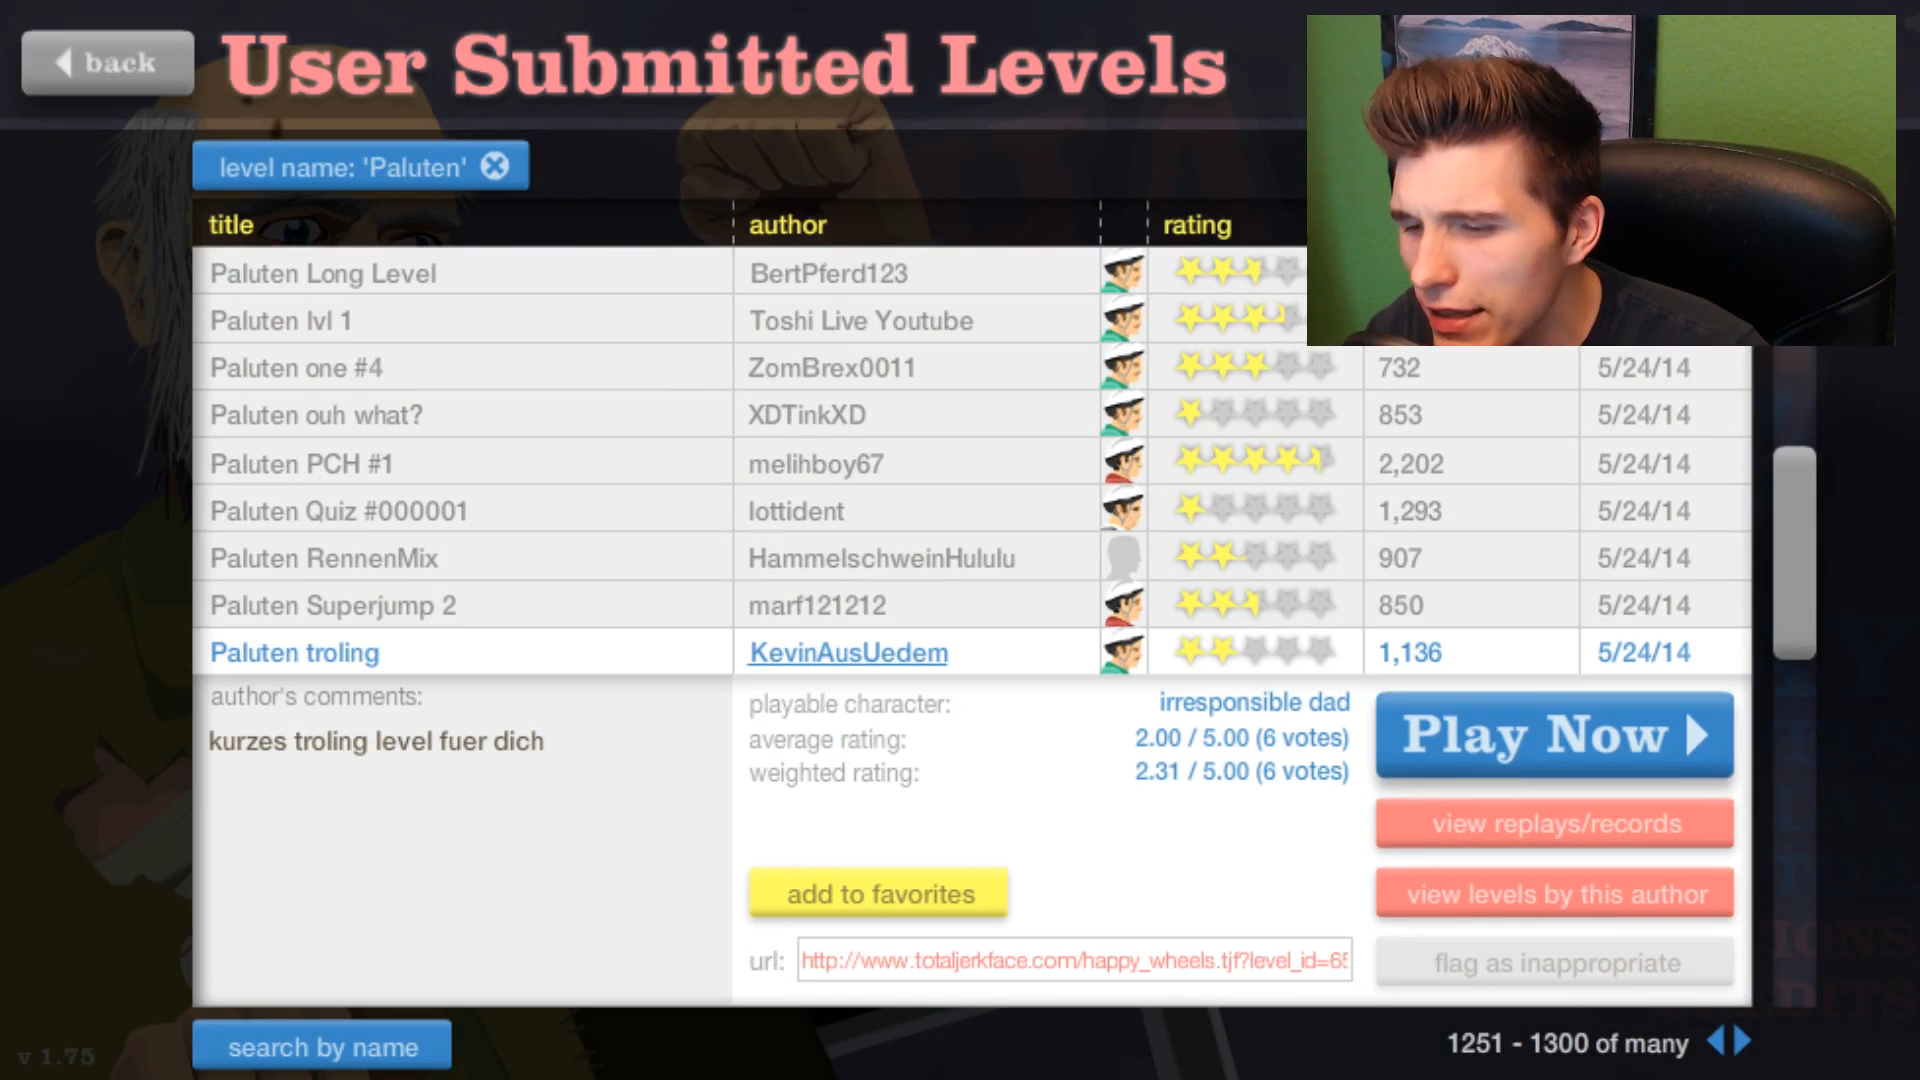 back
User Submitted Levels
level name: 'Paluten'
title author rating
Paluten Long Level BertPferd123
Paluten lvl 1 Toshi Live Youtube
Paluten one #4 ZomBrex0011 732 5/24/14
Paluten ouh what? XDTinkXD 853 5/24/14
Paluten PCH #1 melihboy67 2,202 5/24/14
Paluten Quiz #000001 lottident 1,293 5/24/14
Paluten RennenMix HammelschweinHululu 907 5/24/14
Paluten Superjump 2 marf121212 850 5/24/14
Paluten troling KevinAusUedem 1,136 5/24/14
author's comments:
kurzes troling level fuer dich
playable character: irresponsible dad
average rating: 2.00 / 5.00 (6 votes)
weighted rating: 2.31 / 5.00 (6 votes)
Play Now
view replays/records
add to favorites
view levels by this author
url: http://www.totaljerkface.com/happy_wheels.tjf?level_id=65
flag as inappropriate
search by name
1251 - 1300 of many
v 1.75